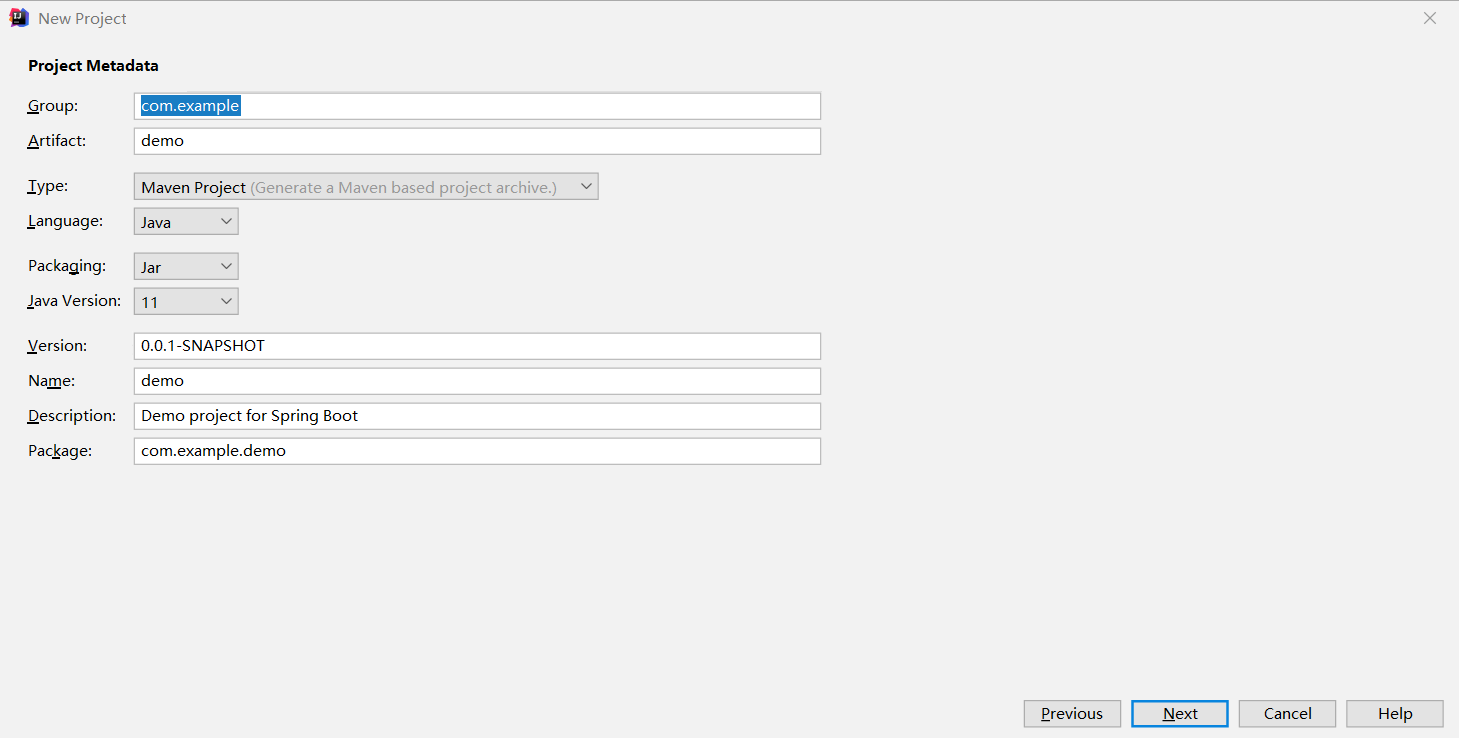 New Project
Project Metadata
Group: com.example
Artifact: demo
Type: Maven Project (Generate a Maven based project archive.)
Language: Java
Packaging: Jar
Java Version: 11
Version: 0.0.1-SNAPSHOT
Name: demo
Description: Demo project for Spring Boot
Package: com.example.demo
Previous Next Cancel Help